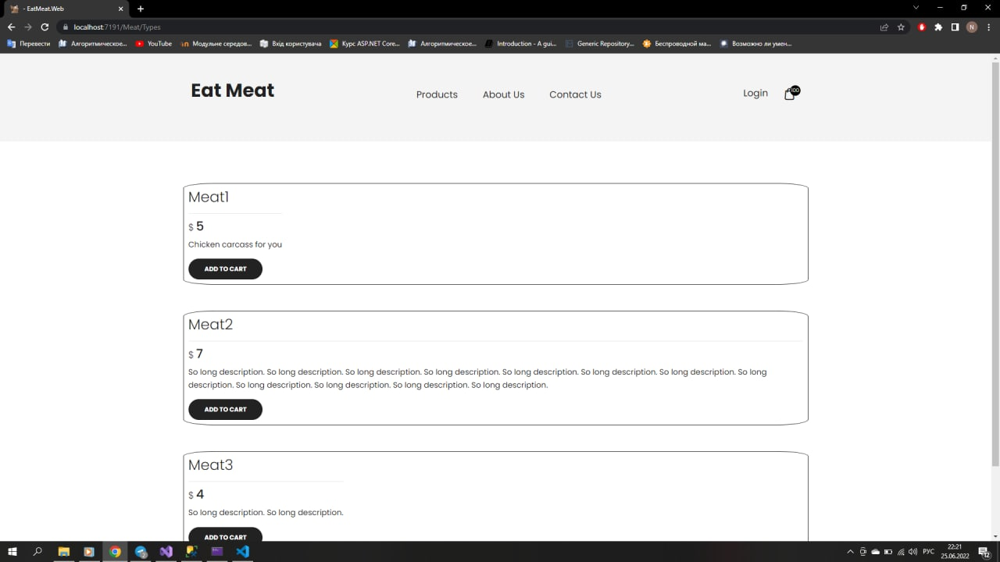 - EatMeat.Web
localhost:7191/Meat/Types
N
Перевести
Алгоритмическое...
YouTube
Модульне середов...
Вхід користувача
Курс ASP.NET Core...
Алгоритмическое...
Introduction - A gui...
Generic Repository...
Беспроводной ма...
Возможно ли умен...
Eat Meat
Products
About Us
Contact Us
Login
100
Meat1
$ 5
Chicken carcass for you
ADD TO CART
Meat2
$ 7
So long description. So long description. So long description. So long description. So long description. So long description. So long description. So long
description. So long description. So long description. So long description. So long description.
ADD TO CART
Meat3
$ 4
So long description. So long description.
ADD TO CART
РУС
22:21
25.06.2022
12